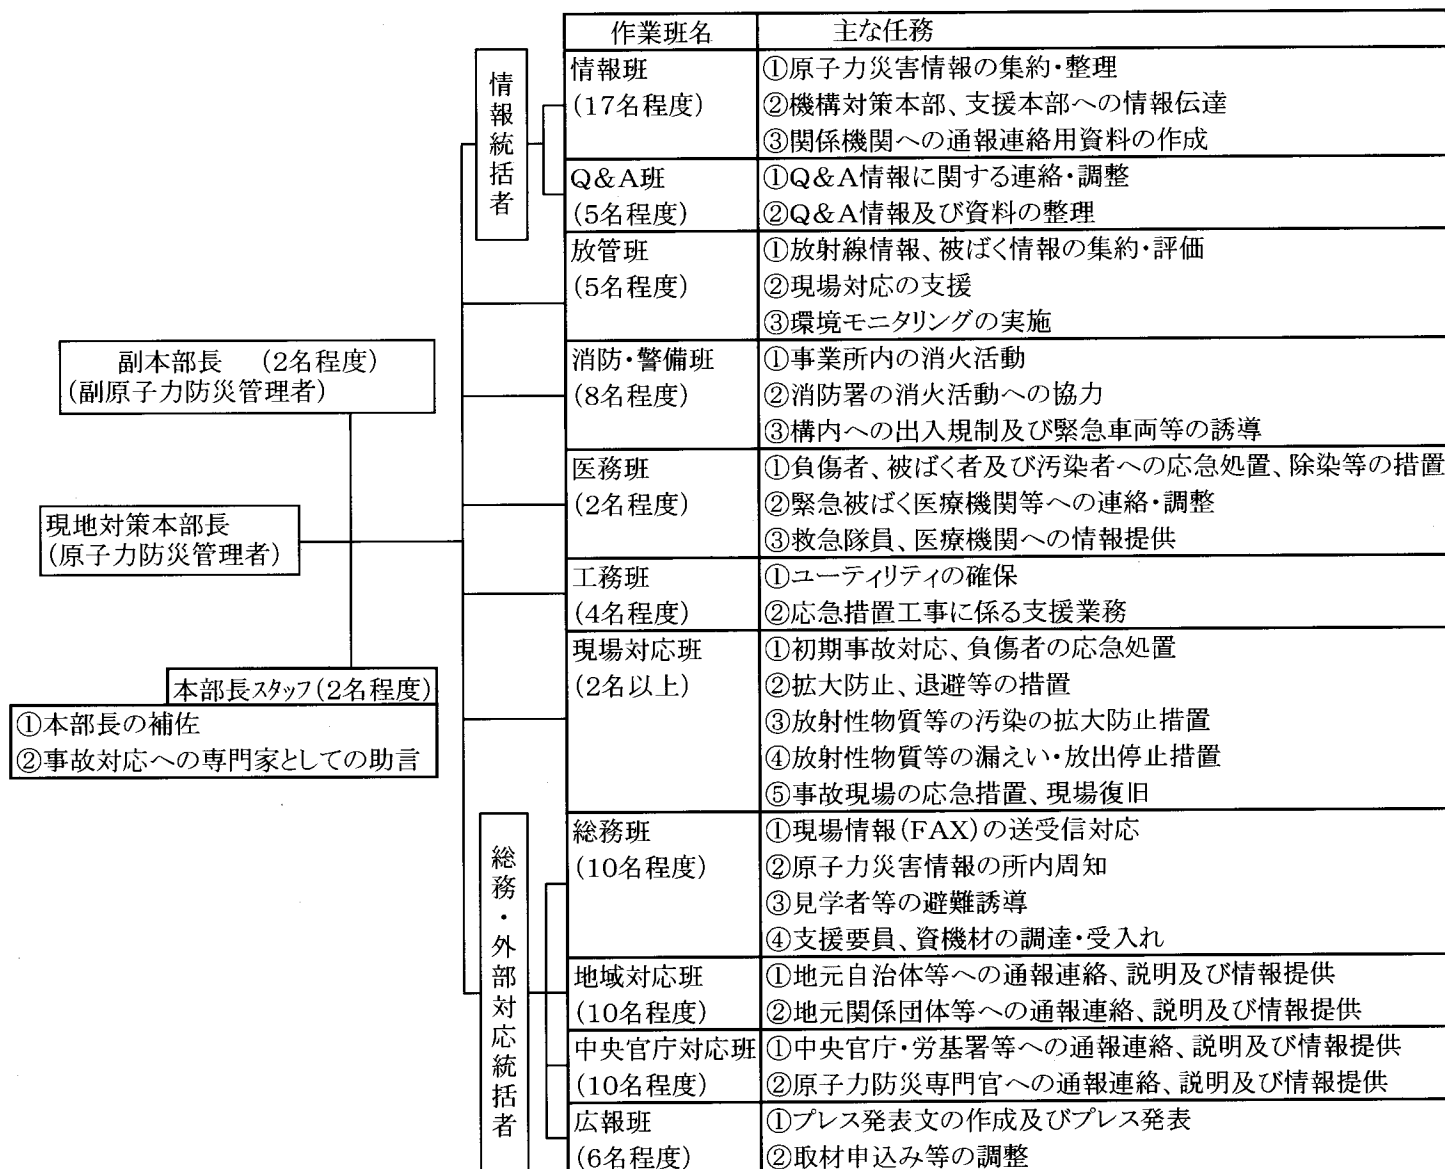 作業班名 主な任務
情報統括者
情報班
(17名程度)
①原子力災害情報の集約・整理
②機構対策本部、支援本部への情報伝達
③関係機関への通報連絡用資料の作成
Q&A班
(5名程度)
①Q&A情報に関する連絡・調整
②Q&A情報及び資料の整理
放管班
(5名程度)
①放射線情報、被ばく情報の集約・評価
②現場対応の支援
③環境モニタリングの実施
副本部長 (2名程度)
(副原子力防災管理者)
消防・警備班
(8名程度)
①事業所内の消火活動
②消防署の消火活動への協力
③構内への出入規制及び緊急車両等の誘導
医務班
(2名程度)
①負傷者、被ばく者及び汚染者への応急処置、除染等の措置
②緊急被ばく医療機関等への連絡・調整
③救急隊員、医療機関への情報提供
現地対策本部長
(原子力防災管理者)
工務班
(4名程度)
①ユーティリティの確保
②応急措置工事に係る支援業務
現場対応班
(2名以上)
①初期事故対応、負傷者の応急処置
②拡大防止、退避等の措置
③放射性物質等の汚染の拡大防止措置
④放射性物質等の漏えい・放出停止措置
⑤事故現場の応急措置、現場復旧
本部長スタッフ(2名程度)
①本部長の補佐
②事故対応への専門家としての助言
総務・外部対応統括者
総務班
(10名程度)
①現場情報(FAX)の送受信対応
②原子力災害情報の所内周知
③見学者等の避難誘導
④支援要員、資機材の調達・受入れ
地域対応班
(10名程度)
①地元自治体等への通報連絡、説明及び情報提供
②地元関係団体等への通報連絡、説明及び情報提供
中央官庁対応班
(10名程度)
①中央官庁・労基署等への通報連絡、説明及び情報提供
②原子力防災専門官への通報連絡、説明及び情報提供
広報班
(6名程度)
①プレス発表文の作成及びプレス発表
②取材申込み等の調整